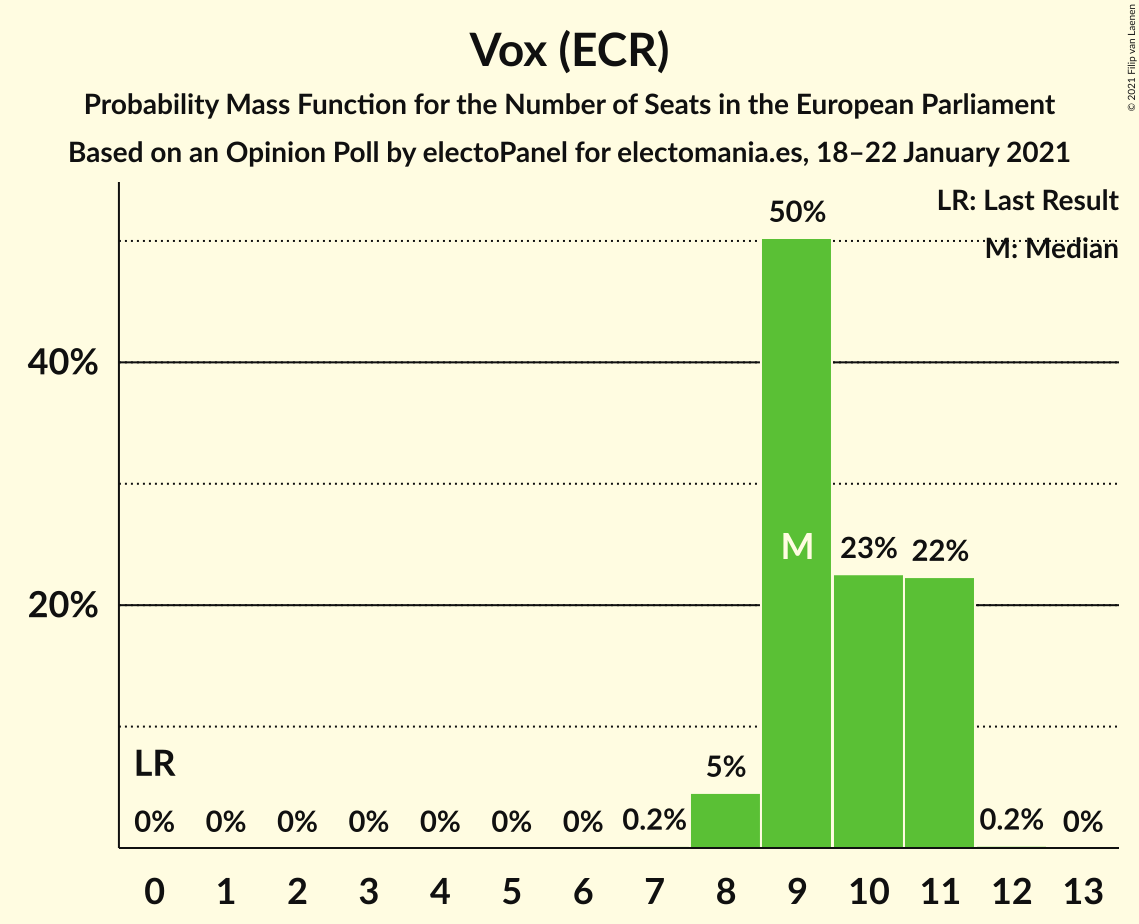 Vox (ECR)
Probability Mass Function for the Number of Seats in the European Parliament
Based on an Opinion Poll by electoPanel for electomania.es, 18–22 January 2021
© 2021 Filip van Laenen
LR: Last Result
M: Median
50%
40%
M
23%
22%
20%
LR
5%
0%
0%
0%
0%
0%
0%
0%
0.2%
0.2%
0%
0 1 2 3 4 5 6 7 8 9 10 11 12 13